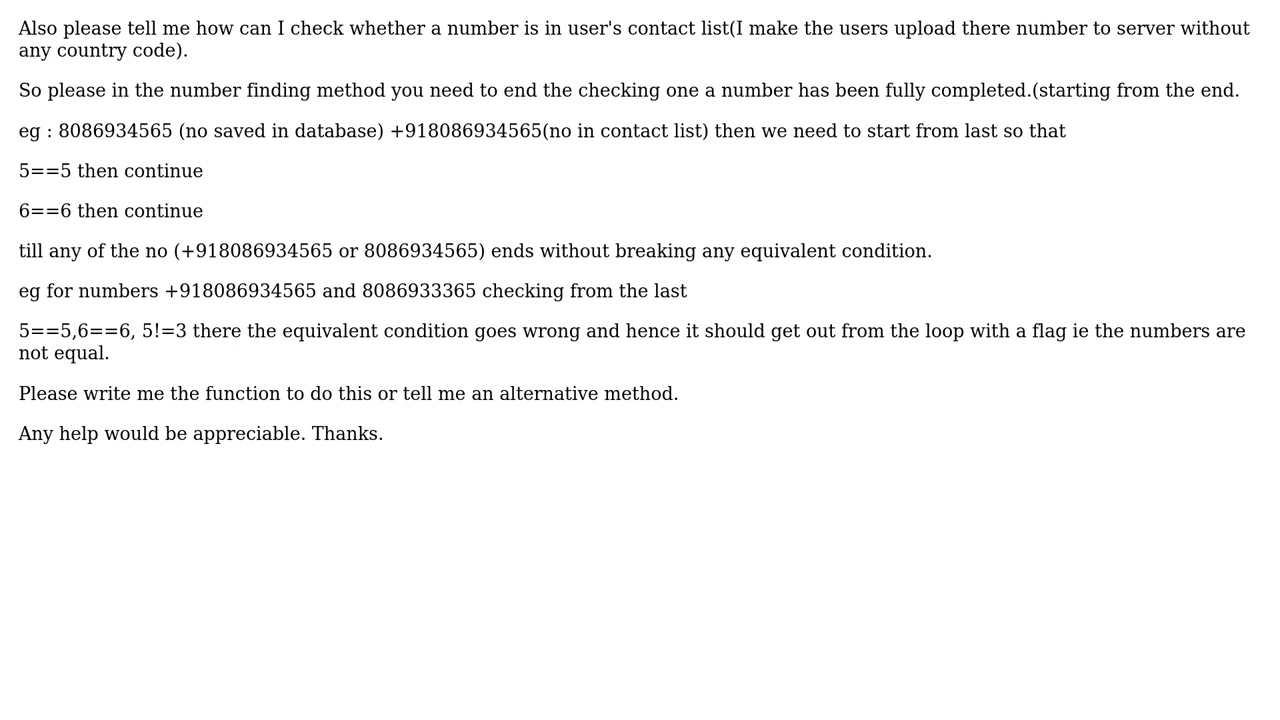 Also please tell me how can I check whether a number is in user's contact list(I make the users upload there number to server without
any country code).
So please in the number finding method you need to end the checking one a number has been fully completed.(starting from the end.
eg : 8086934565 (no saved in database) +918086934565(no in contact list) then we need to start from last so that
5==5 then continue
6==6 then continue
till any of the no (+918086934565 or 8086934565) ends without breaking any equivalent condition.
eg for numbers +918086934565 and 8086933365 checking from the last
5==5,6==6, 5!=3 there the equivalent condition goes wrong and hence it should get out from the loop with a flag ie the numbers are
not equal.
Please write me the function to do this or tell me an alternative method.
Any help would be appreciable. Thanks.